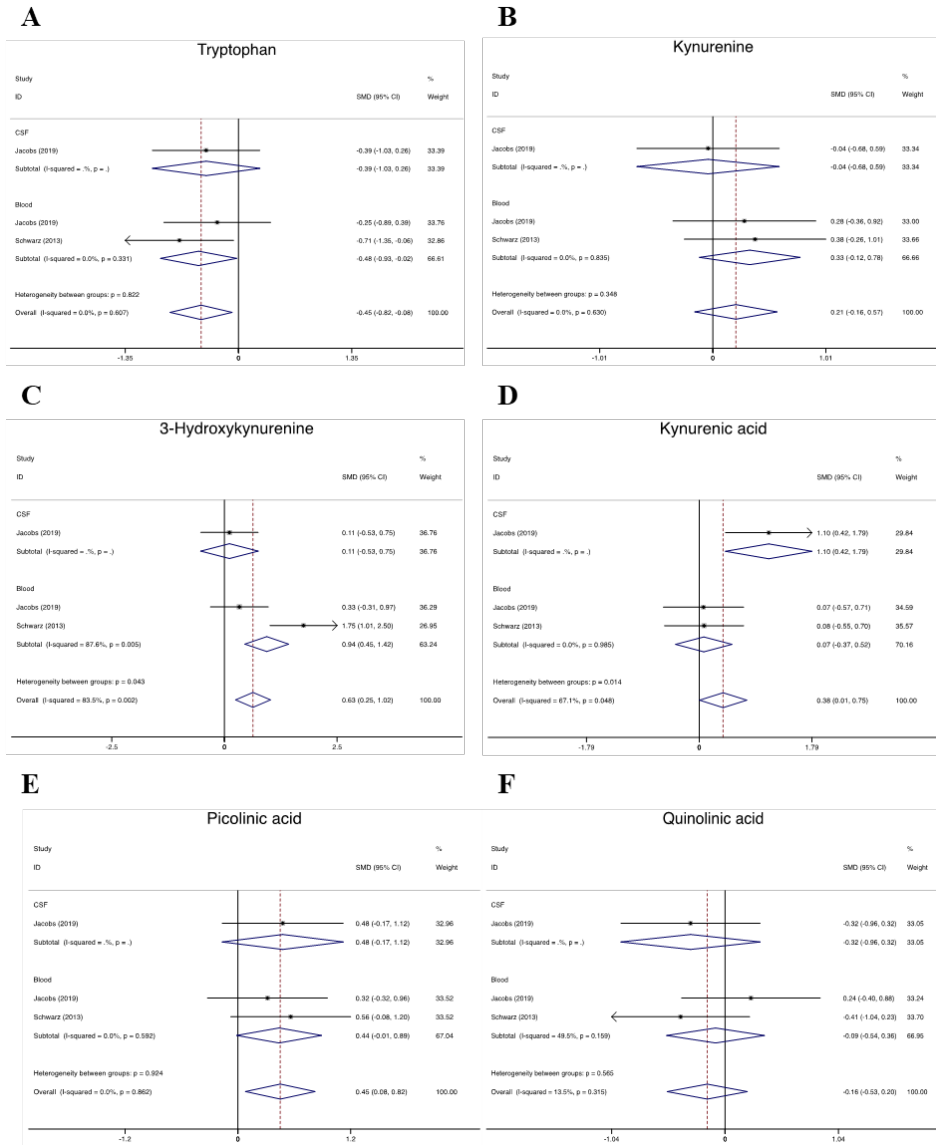 A
Tryptophan
Study %
ID SMD (95% CI) Weight
CSF
Jacobs (2019) -0.39 (-1.03, 0.26) 33.39
Subtotal (I-squared = .%, p = .) -0.39 (-1.03, 0.26) 33.39
Blood
Jacobs (2019) -0.25 (-0.89, 0.39) 33.76
Schwarz (2013) -0.71 (-1.35, -0.06) 32.86
Subtotal (I-squared = 0.0%, p = 0.331) -0.48 (-0.93, -0.02) 66.61
Heterogeneity between groups: p = 0.822
Overall (I-squared = 0.0%, p = 0.607) -0.45 (-0.82, -0.08) 100.00
-1.35 0 1.35
B
Kynurenine
Study %
ID SMD (95% CI) Weight
CSF
Jacobs (2019) -0.04 (-0.68, 0.59) 33.34
Subtotal (I-squared = .%, p = .) -0.04 (-0.68, 0.59) 33.34
Blood
Jacobs (2019) 0.28 (-0.36, 0.92) 33.00
Schwarz (2013) 0.38 (-0.26, 1.01) 33.66
Subtotal (I-squared = 0.0%, p = 0.835) 0.33 (-0.12, 0.78) 66.66
Heterogeneity between groups: p = 0.348
Overall (I-squared = 0.0%, p = 0.630) 0.21 (-0.16, 0.57) 100.00
-1.01 0 1.01
C
3-Hydroxykynurenine
Study %
ID SMD (95% CI) Weight
CSF
Jacobs (2019) 0.11 (-0.53, 0.75) 36.76
Subtotal (I-squared = .%, p = .) 0.11 (-0.53, 0.75) 36.76
Blood
Jacobs (2019) 0.33 (-0.31, 0.97) 36.29
Schwarz (2013) 1.75 (1.01, 2.50) 26.95
Subtotal (I-squared = 87.6%, p = 0.005) 0.94 (0.45, 1.42) 63.24
Heterogeneity between groups: p = 0.043
Overall (I-squared = 83.5%, p = 0.002) 0.63 (0.25, 1.02) 100.00
-2.5 0 2.5
D
Kynurenic acid
Study %
ID SMD (95% CI) Weight
CSF
Jacobs (2019) 1.10 (0.42, 1.79) 29.84
Subtotal (I-squared = .%, p = .) 1.10 (0.42, 1.79) 29.84
Blood
Jacobs (2019) 0.07 (-0.57, 0.71) 34.59
Schwarz (2013) 0.08 (-0.55, 0.70) 35.57
Subtotal (I-squared = 0.0%, p = 0.985) 0.07 (-0.37, 0.52) 70.16
Heterogeneity between groups: p = 0.014
Overall (I-squared = 67.1%, p = 0.048) 0.38 (0.01, 0.75) 100.00
-1.79 0 1.79
E
Picolinic acid
Study %
ID SMD (95% CI) Weight
CSF
Jacobs (2019) 0.48 (-0.17, 1.12) 32.96
Subtotal (I-squared = .%, p = .) 0.48 (-0.17, 1.12) 32.96
Blood
Jacobs (2019) 0.32 (-0.32, 0.96) 33.52
Schwarz (2013) 0.56 (-0.08, 1.20) 33.52
Subtotal (I-squared = 0.0%, p = 0.592) 0.44 (-0.01, 0.89) 67.04
Heterogeneity between groups: p = 0.924
Overall (I-squared = 0.0%, p = 0.862) 0.45 (0.08, 0.82) 100.00
-1.2 0 1.2
F
Quinolinic acid
Study %
ID SMD (95% CI) Weight
CSF
Jacobs (2019) -0.32 (-0.96, 0.32) 33.05
Subtotal (I-squared = .%, p = .) -0.32 (-0.96, 0.32) 33.05
Blood
Jacobs (2019) 0.24 (-0.40, 0.88) 33.24
Schwarz (2013) -0.41 (-1.04, 0.23) 33.70
Subtotal (I-squared = 49.5%, p = 0.159) -0.09 (-0.54, 0.36) 66.95
Heterogeneity between groups: p = 0.565
Overall (I-squared = 13.5%, p = 0.315) -0.16 (-0.53, 0.20) 100.00
-1.04 0 1.04